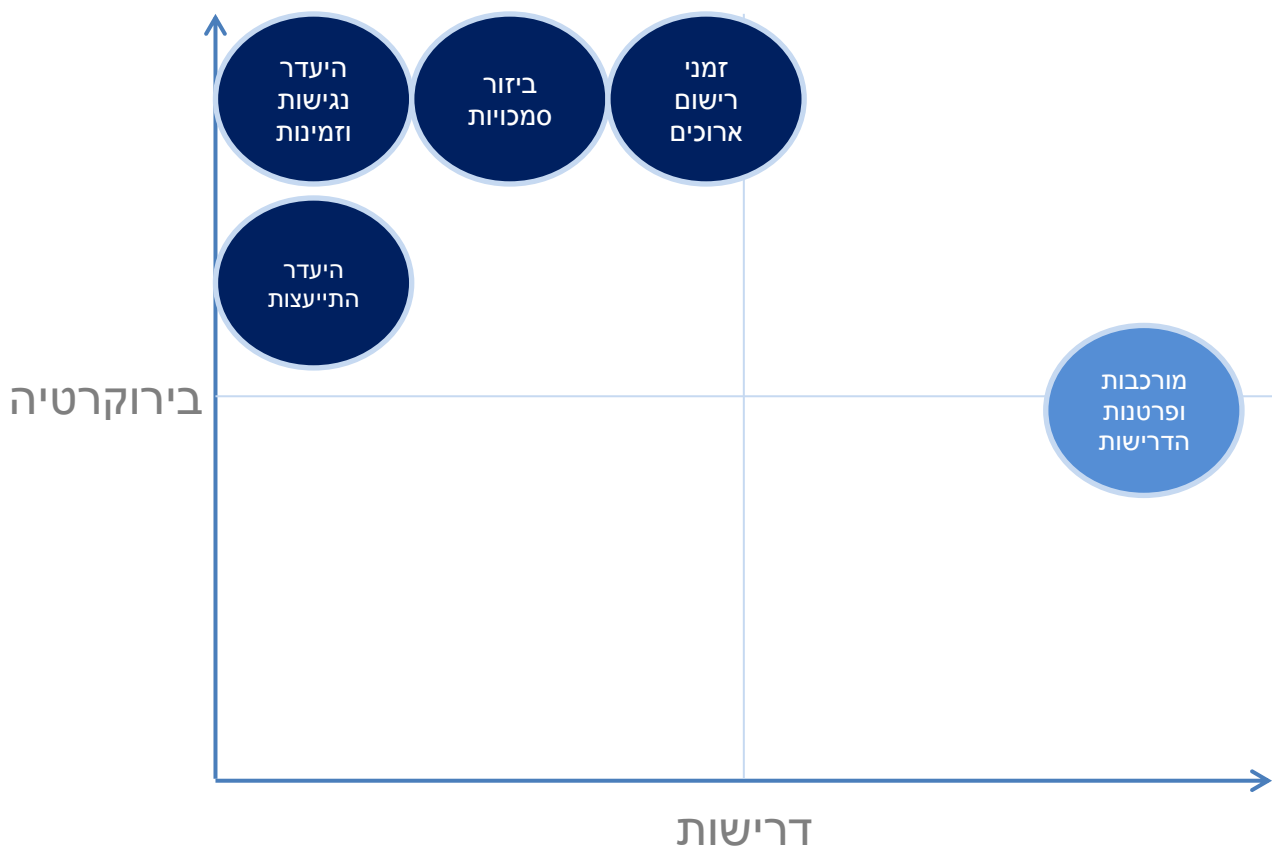 זמני
רישום
ארוכים
ביזור
סמכויות
היעדר
נגישות
וזמינות
היעדר
התייעצות
מורכבות
ופרטנות
הדרישות
בירוקרטיה
דרישות